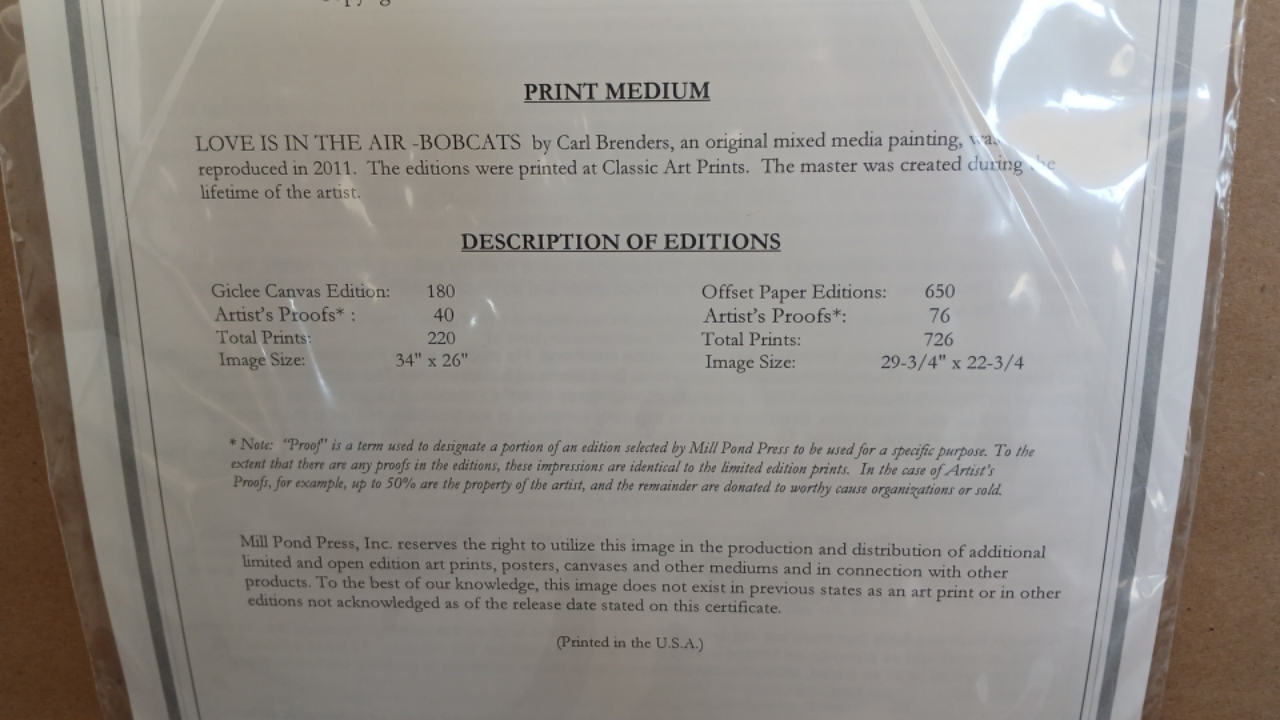 PRINT MEDIUM
LOVE IS IN THE AIR -BOBCATS by Carl Brenders, an original mixed media painting, was
reproduced in 2011. The editions were printed at Classic Art Prints. The master was created during the
lifetime of the artist.
DESCRIPTION OF EDITIONS
Giclee Canvas Edition: 180 Offset Paper Editions: 650
Artist's Proofs* : 40 Artist's Proofs*: 76
Total Prints: 220 Total Prints: 726
Image Size: 34" x 26" Image Size: 29-3/4" x 22-3/4
* Note: "Proof" is a term used to designate a portion of an edition selected by Mill Pond Press to be used for a specific purpose. To the
extent that there are any proofs in the editions, these impressions are identical to the limited edition prints. In the case of Artist's
Proofs, for example, up to 50% are the property of the artist, and the remainder are donated to worthy cause organizations or sold.
Mill Pond Press, Inc. reserves the right to utilize this image in the production and distribution of additional
limited and open edition art prints, posters, canvases and other mediums and in connection with other
products. To the best of our knowledge, this image does not exist in previous states as an art print or in other
editions not acknowledged as of the release date stated on this certificate.
(Printed in the U.S.A.)